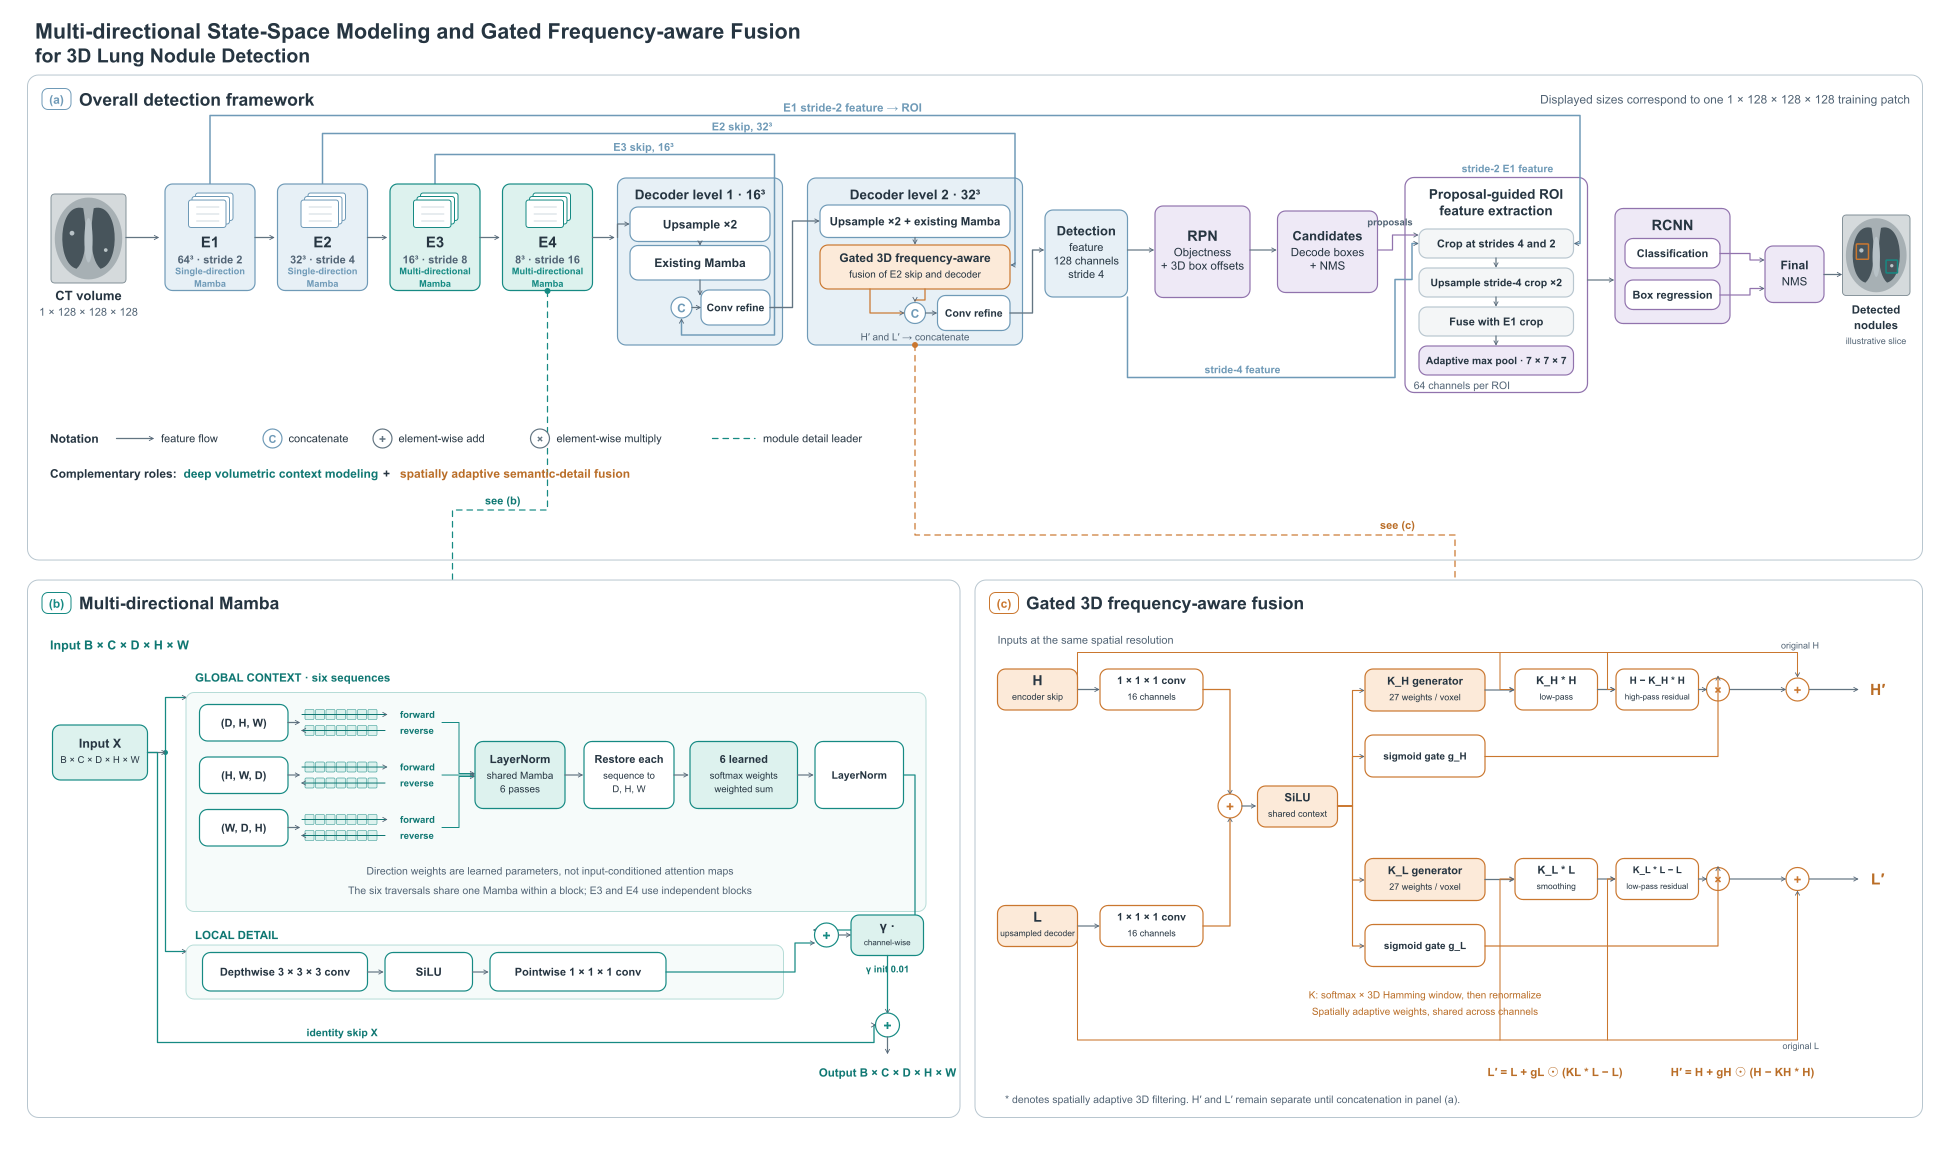 Multi-directional State-Space Modeling and Gated Frequency-aware Fusion
for 3D Lung Nodule Detection
(a) Overall detection framework
Displayed sizes correspond to one 1 × 128 × 128 × 128 training patch
E1 stride-2 feature → ROI
E2 skip, 32³
E3 skip, 16³
CT volume
1 × 128 × 128 × 128
E1
64³ · stride 2
Single-direction
Mamba
E2
32³ · stride 4
Single-direction
Mamba
E3
16³ · stride 8
Multi-directional
Mamba
E4
8³ · stride 16
Multi-directional
Mamba
Decoder level 1 · 16³
Upsample ×2
Existing Mamba
C
Conv refine
Decoder level 2 · 32³
Upsample ×2 + existing Mamba
Gated 3D frequency-aware
fusion of E2 skip and decoder
C
Conv refine
H′ and L′ → concatenate
Detection
feature
128 channels
stride 4
RPN
Objectness
+ 3D box offsets
Candidates
Decode boxes
+ NMS
proposals
stride-4 feature
stride-2 E1 feature
Proposal-guided ROI
feature extraction
Crop at strides 4 and 2
Upsample stride-4 crop ×2
Fuse with E1 crop
Adaptive max pool · 7 × 7 × 7
64 channels per ROI
RCNN
Classification
Box regression
Final
NMS
Detected
nodules
illustrative slice
Notation
feature flow
C concatenate
+ element-wise add
× element-wise multiply
module detail leader
Complementary roles: deep volumetric context modeling + spatially adaptive semantic-detail fusion
see (b)
see (c)
(b) Multi-directional Mamba
Input B × C × D × H × W
GLOBAL CONTEXT · six sequences
Input X
B × C × D × H × W
(D, H, W)
forward
reverse
(H, W, D)
forward
reverse
(W, D, H)
forward
reverse
LayerNorm
shared Mamba
6 passes
Restore each
sequence to
D, H, W
6 learned
softmax weights
weighted sum
LayerNorm
Direction weights are learned parameters, not input-conditioned attention maps
The six traversals share one Mamba within a block; E3 and E4 use independent blocks
LOCAL DETAIL
Depthwise 3 × 3 × 3 conv
SiLU
Pointwise 1 × 1 × 1 conv
+
γ ·
channel-wise
γ init 0.01
identity skip X
+
Output B × C × D × H × W
(c) Gated 3D frequency-aware fusion
Inputs at the same spatial resolution
original H
H
encoder skip
1 × 1 × 1 conv
16 channels
K_H generator
27 weights / voxel
K_H * H
low-pass
H − K_H * H
high-pass residual
×
+
H′
sigmoid gate g_H
+
SiLU
shared context
K_L generator
27 weights / voxel
K_L * L
smoothing
K_L * L − L
low-pass residual
×
+
L′
L
upsampled decoder
1 × 1 × 1 conv
16 channels
sigmoid gate g_L
K: softmax × 3D Hamming window, then renormalize
Spatially adaptive weights, shared across channels
original L
L′ = L + gL ⊙ (KL * L − L)
H′ = H + gH ⊙ (H − KH * H)
* denotes spatially adaptive 3D filtering. H′ and L′ remain separate until concatenation in panel (a).